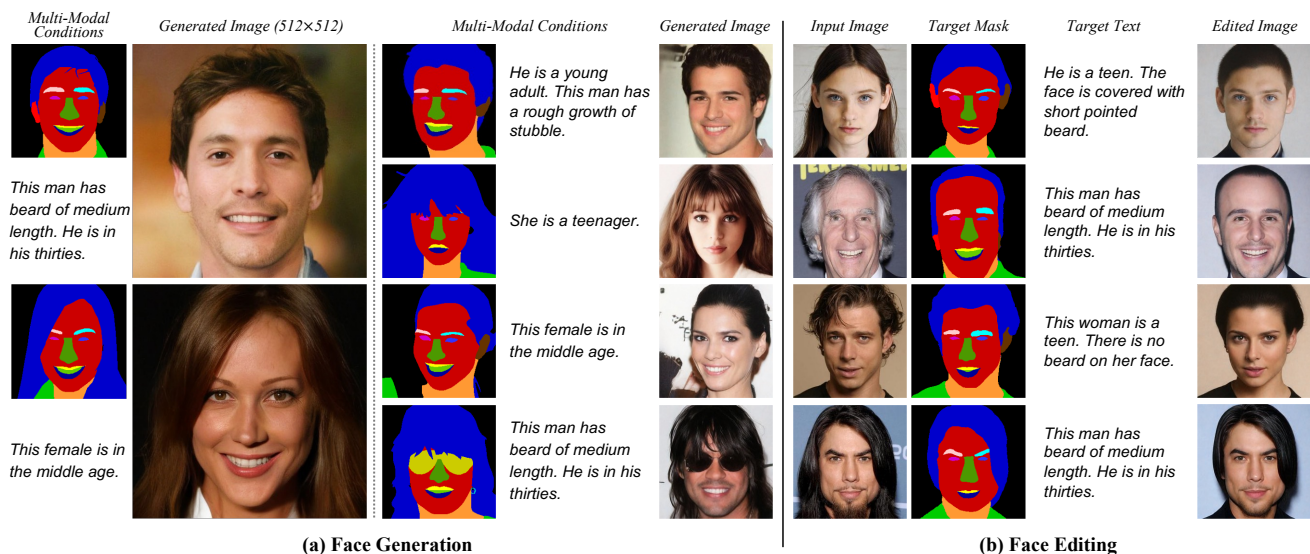 Multi-Modal
Conditions
Generated Image (512×512)
Multi-Modal Conditions
Generated Image
Input Image
Target Mask
Target Text
Edited Image
This man has
beard of medium
length. He is in
his thirties.
This female is in
the middle age.
He is a young
adult. This man has
a rough growth of
stubble.
She is a teenager.
This female is in
the middle age.
This man has
beard of medium
length. He is in his
thirties.
(a) Face Generation
He is a teen. The
face is covered with
short pointed
beard.
This man has
beard of medium
length. He is in his
thirties.
This woman is a
teen. There is no
beard on her face.
This man has
beard of medium
length. He is in his
thirties.
(b) Face Editing